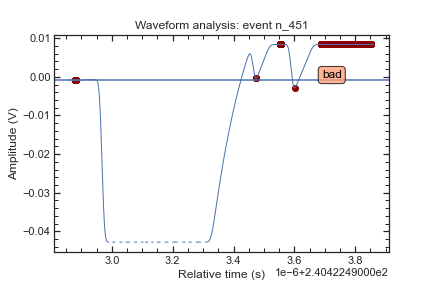 Waveform analysis: event n_451
0.01
0.00
−0.01
−0.02
−0.03
−0.04
Amplitude (V)
bad
3.0
3.2
3.4
3.6
3.8
Relative time (s)
1e−6+2.4042249000e2